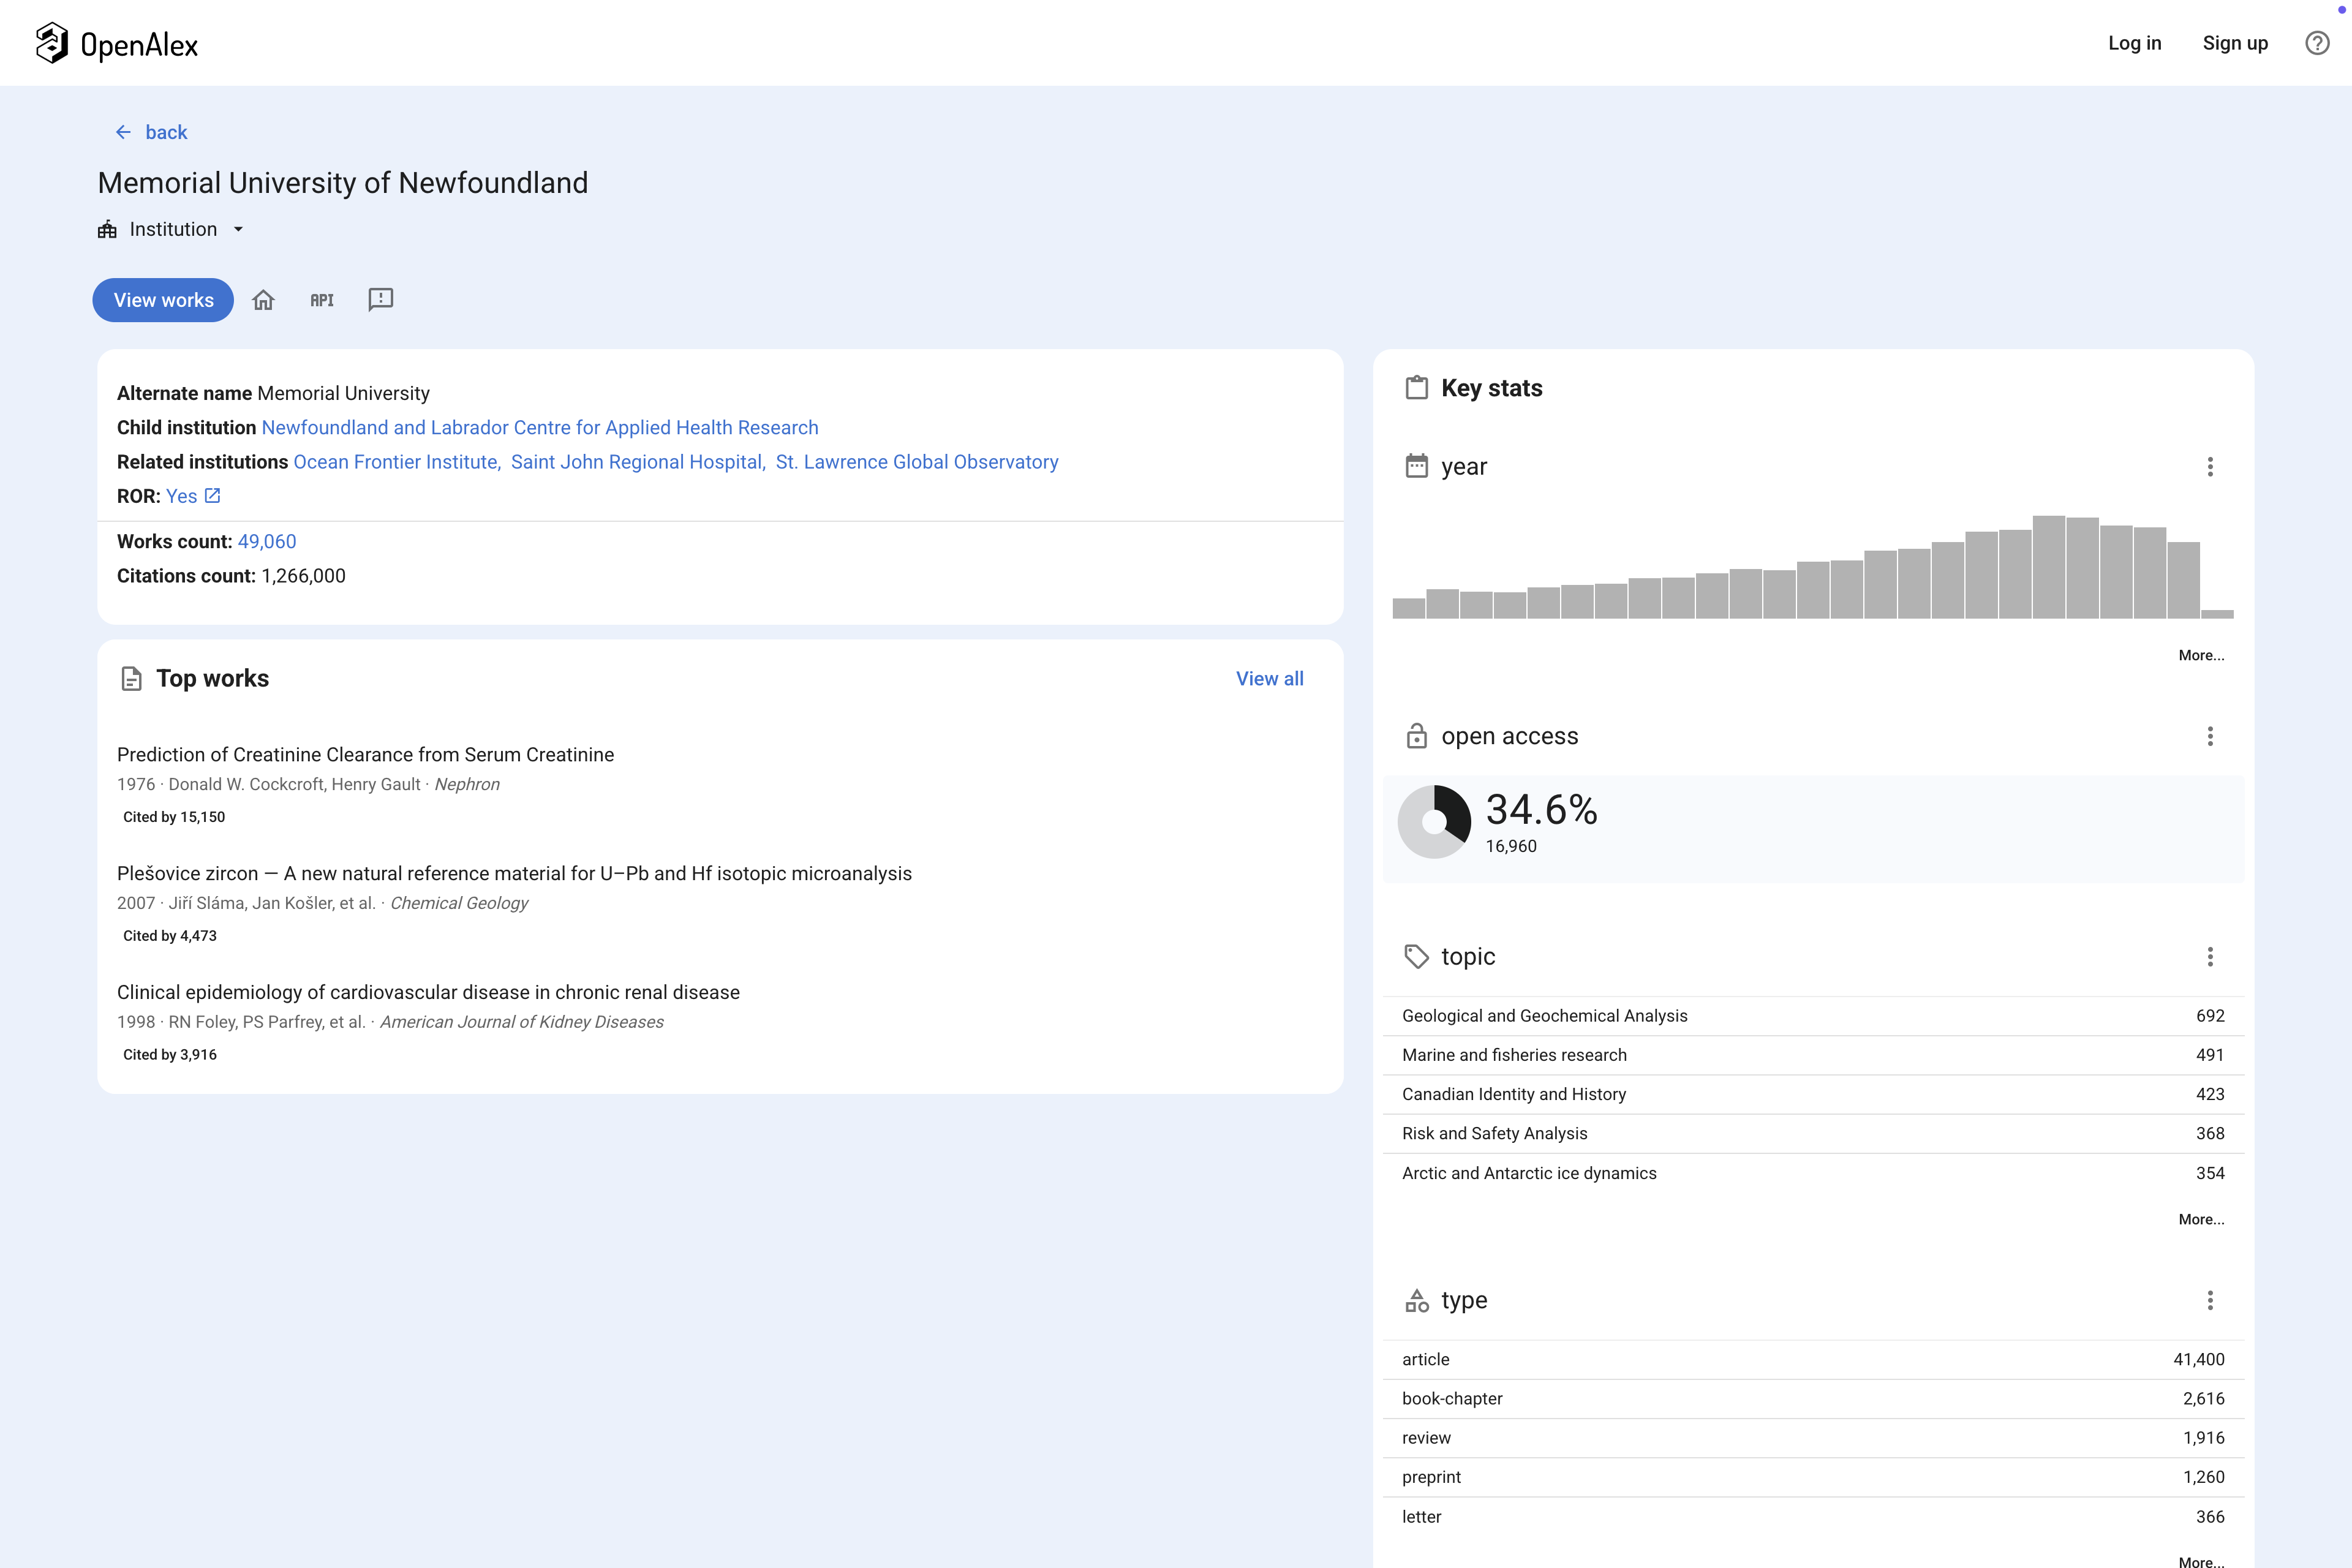 OpenAlex
Log in
Sign up
back
Memorial University of Newfoundland
Institution
View works
API
Alternate name Memorial University
Child institution Newfoundland and Labrador Centre for Applied Health Research
Related institutions Ocean Frontier Institute, Saint John Regional Hospital, St. Lawrence Global Observatory
ROR: Yes
Works count: 49,060
Citations count: 1,266,000
Top works
View all
Prediction of Creatinine Clearance from Serum Creatinine
1976 · Donald W. Cockcroft, Henry Gault · Nephron
Cited by 15,150
Plešovice zircon — A new natural reference material for U–Pb and Hf isotopic microanalysis
2007 · Jiří Sláma, Jan Košler, et al. · Chemical Geology
Cited by 4,473
Clinical epidemiology of cardiovascular disease in chronic renal disease
1998 · RN Foley, PS Parfrey, et al. · American Journal of Kidney Diseases
Cited by 3,916
Key stats
year
More...
open access
34.6%
16,960
topic
Geological and Geochemical Analysis 692
Marine and fisheries research 491
Canadian Identity and History 423
Risk and Safety Analysis 368
Arctic and Antarctic ice dynamics 354
More...
type
article 41,400
book-chapter 2,616
review 1,916
preprint 1,260
letter 366
More...